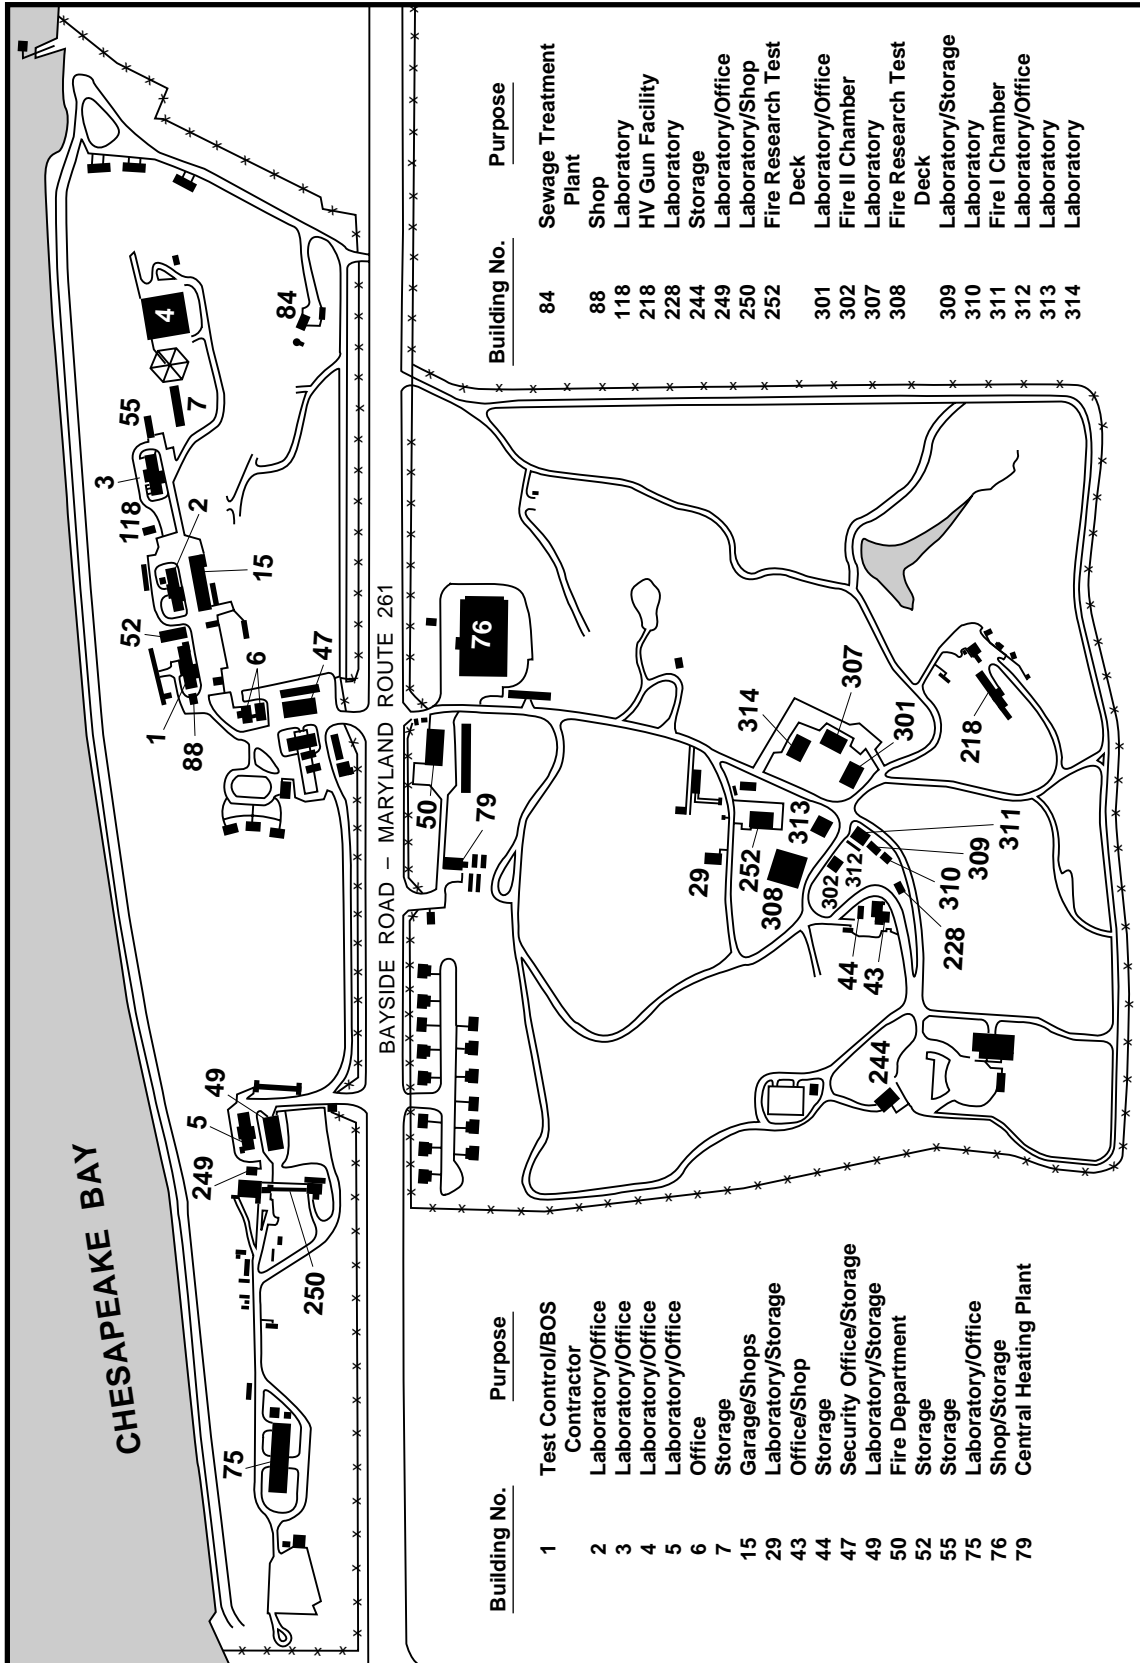 CHESAPEAKE BAY
BAYSIDE ROAD – MARYLAND ROUTE 261
75
250
249
5
49
88
1
52
6
47
15
2
118
3
55
7
4
84
50
79
76
29
252
308
313
314
307
301
302
312
311
309
310
228
44
43
244
218
Building No. Purpose
1 Test Control/BOS
Contractor
2 Laboratory/Office
3 Laboratory/Office
4 Laboratory/Office
5 Laboratory/Office
6 Office
7 Storage
15 Garage/Shops
29 Laboratory/Storage
43 Office/Shop
44 Storage
47 Security Office/Storage
49 Laboratory/Storage
50 Fire Department
52 Storage
55 Storage
75 Laboratory/Office
76 Shop/Storage
79 Central Heating Plant
Building No. Purpose
84 Sewage Treatment
Plant
88 Shop
118 Laboratory
218 HV Gun Facility
228 Laboratory
244 Storage
249 Laboratory/Office
250 Laboratory/Shop
252 Fire Research Test
Deck
301 Laboratory/Office
302 Fire II Chamber
307 Laboratory
308 Fire Research Test
Deck
309 Laboratory/Storage
310 Laboratory
311 Fire I Chamber
312 Laboratory/Office
313 Laboratory
314 Laboratory